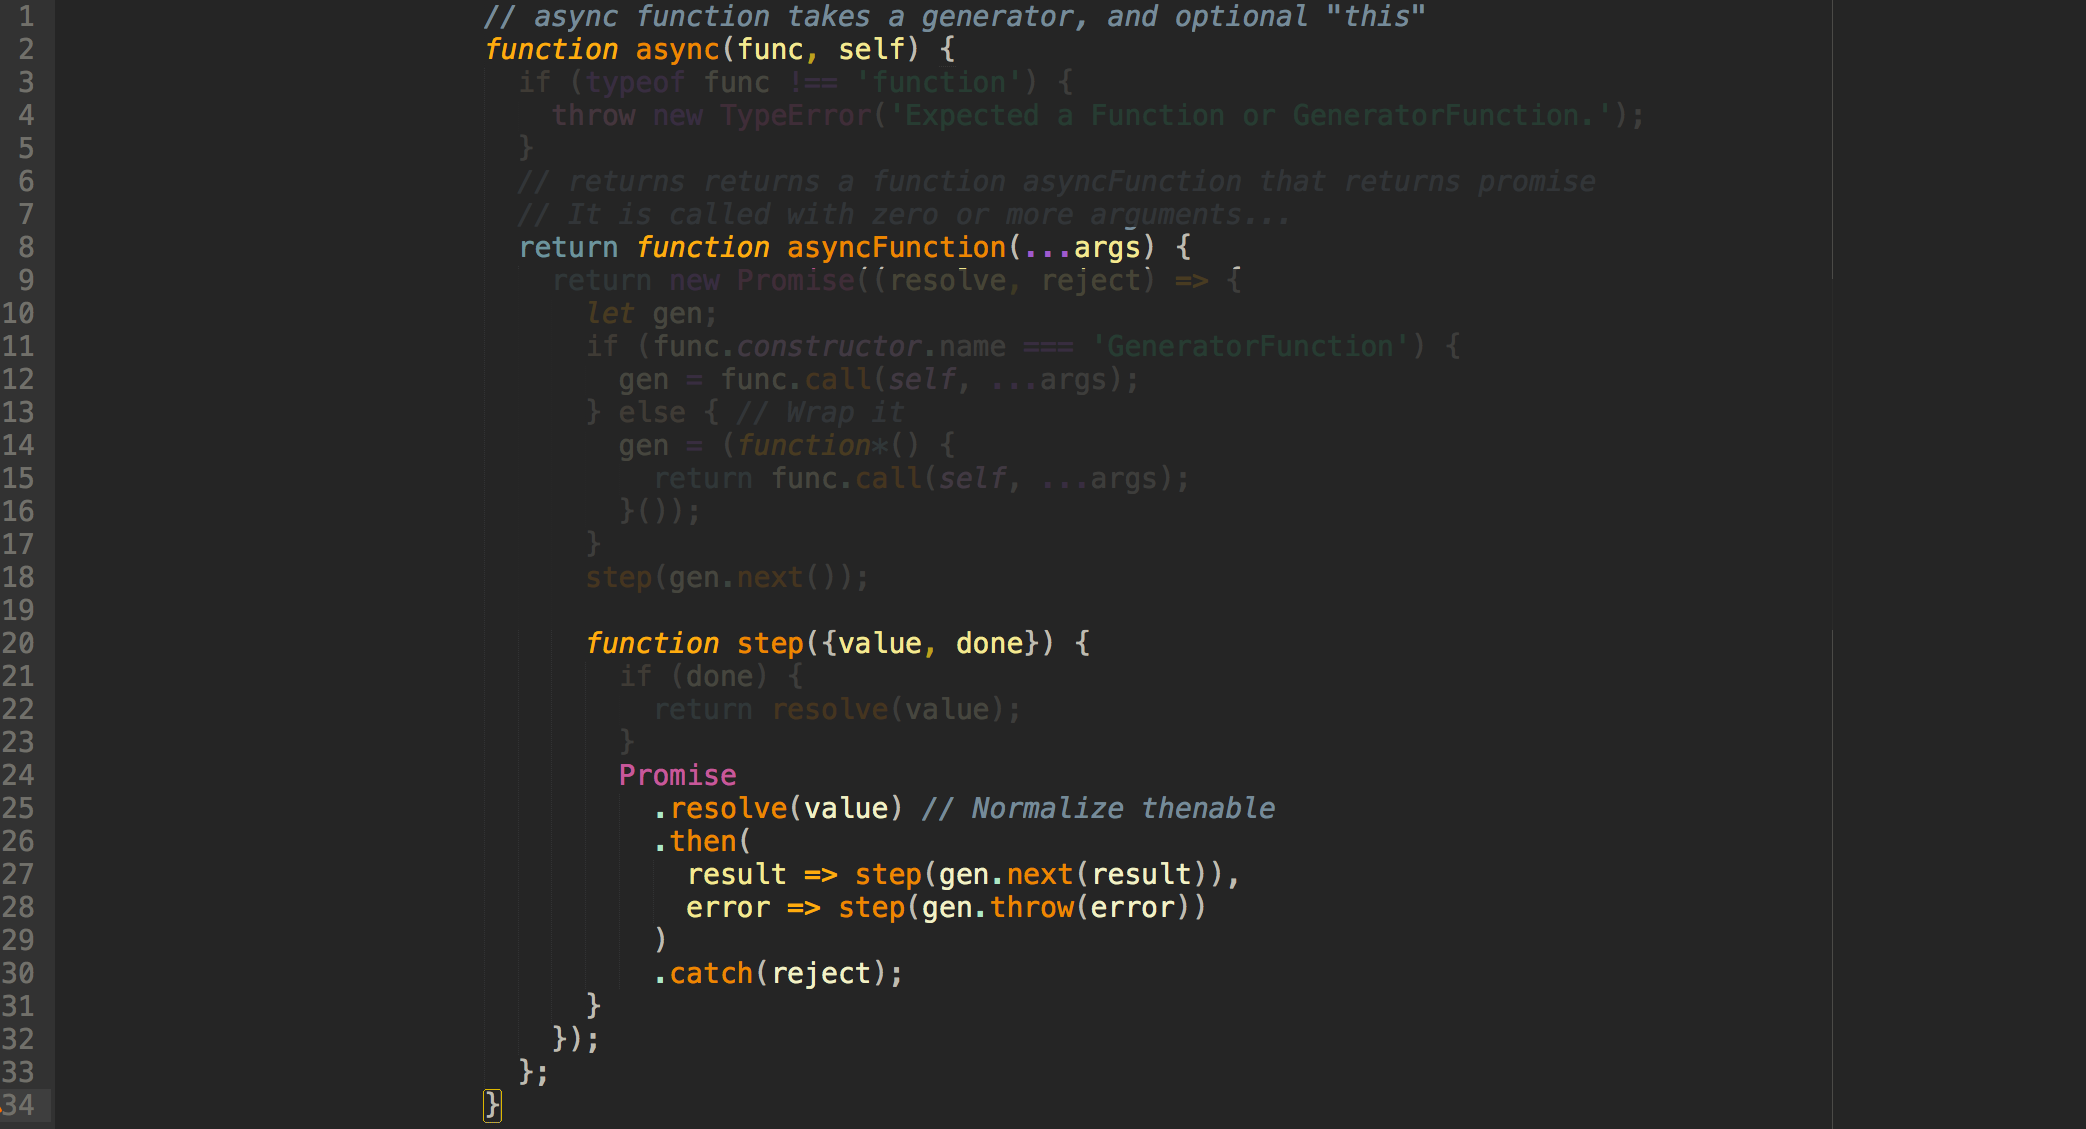 1 // async function takes a generator, and optional "this"
2 function async(func, self) {
3 if (typeof func !== 'function') {
4 throw new TypeError('Expected a Function or GeneratorFunction.');
5 }
6 // returns returns a function asyncFunction that returns promise
7 // It is called with zero or more arguments...
8 return function asyncFunction(...args) {
9 return new Promise((resolve, reject) => {
10 let gen;
11 if (func.constructor.name === 'GeneratorFunction') {
12 gen = func.call(self, ...args);
13 } else { // Wrap it
14 gen = (function*() {
15 return func.call(self, ...args);
16 }());
17 }
18 step(gen.next());
19
20 function step({value, done}) {
21 if (done) {
22 return resolve(value);
23 }
24 Promise
25 .resolve(value) // Normalize thenable
26 .then(
27 result => step(gen.next(result)),
28 error => step(gen.throw(error))
29 )
30 .catch(reject);
31 }
32 });
33 };
34 }